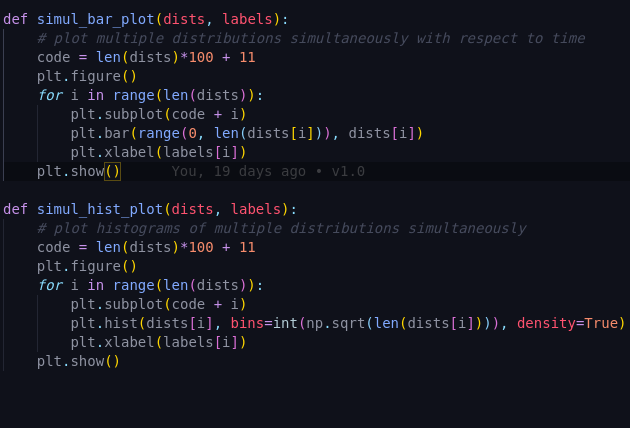 def simul_bar_plot(dists, labels):
    # plot multiple distributions simultaneously with respect to time
    code = len(dists)*100 + 11
    plt.figure()
    for i in range(len(dists)):
        plt.subplot(code + i)
        plt.bar(range(0, len(dists[i])), dists[i])
        plt.xlabel(labels[i])
    plt.show()      You, 19 days ago • v1.0

def simul_hist_plot(dists, labels):
    # plot histograms of multiple distributions simultaneously
    code = len(dists)*100 + 11
    plt.figure()
    for i in range(len(dists)):
        plt.subplot(code + i)
        plt.hist(dists[i], bins=int(np.sqrt(len(dists[i]))), density=True)
        plt.xlabel(labels[i])
    plt.show()